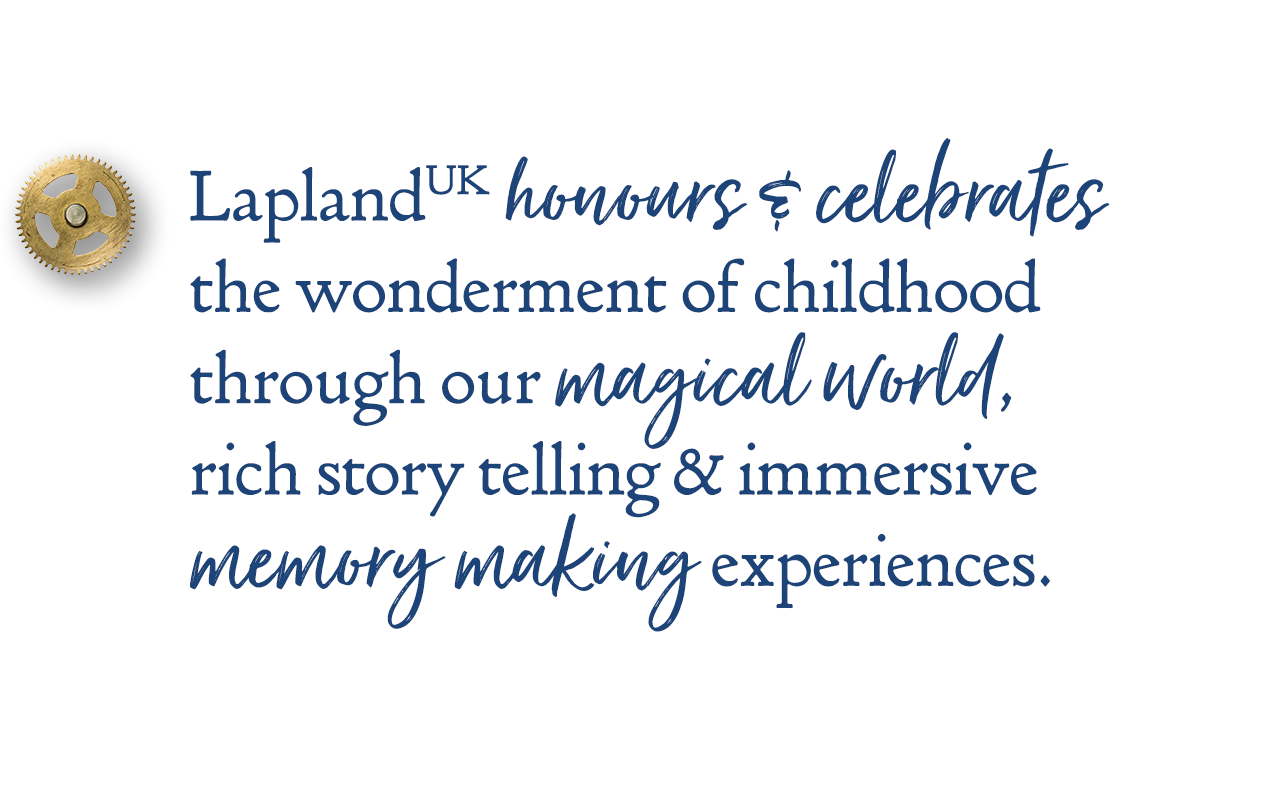 LaplandUK honours & celebrates
the wonderment of childhood
through our magical world,
rich story telling & immersive
memory making experiences.